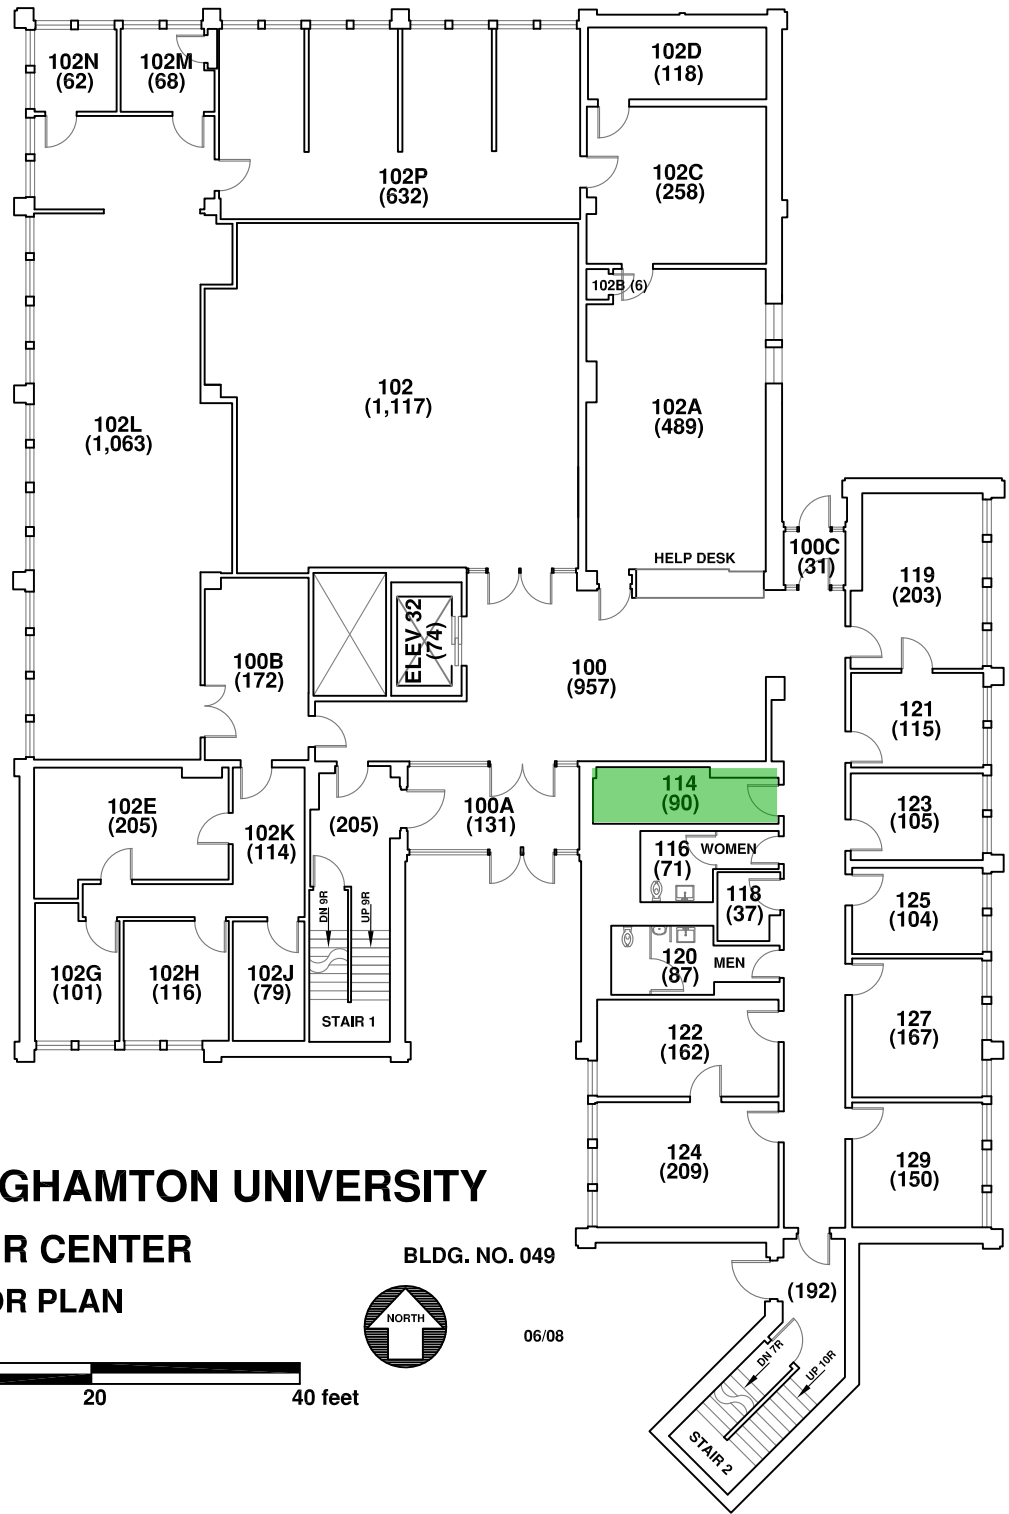 102N
(62)
102M
(68)
102D
(118)
102P
(632)
102C
(258)
102B (6)
102
(1,117)
102A
(489)
102L
(1,063)
HELP DESK
100C
(31)
119
(203)
ELEV 32
(74)
100B
(172)
100
(957)
121
(115)
114
(90)
102E
(205)
102K
(114)
(205)
100A
(131)
123
(105)
116
(71)
WOMEN
118
(37)
125
(104)
DN 9R
UP 9R
120
(87)
MEN
102G
(101)
102H
(116)
102J
(79)
STAIR 1
122
(162)
127
(167)
124
(209)
129
(150)
GHAMTON UNIVERSITY
R CENTER
OR PLAN
BLDG. NO. 049
NORTH
06/08
20
40 feet
(192)
DN 7R
UP 10R
STAIR 2